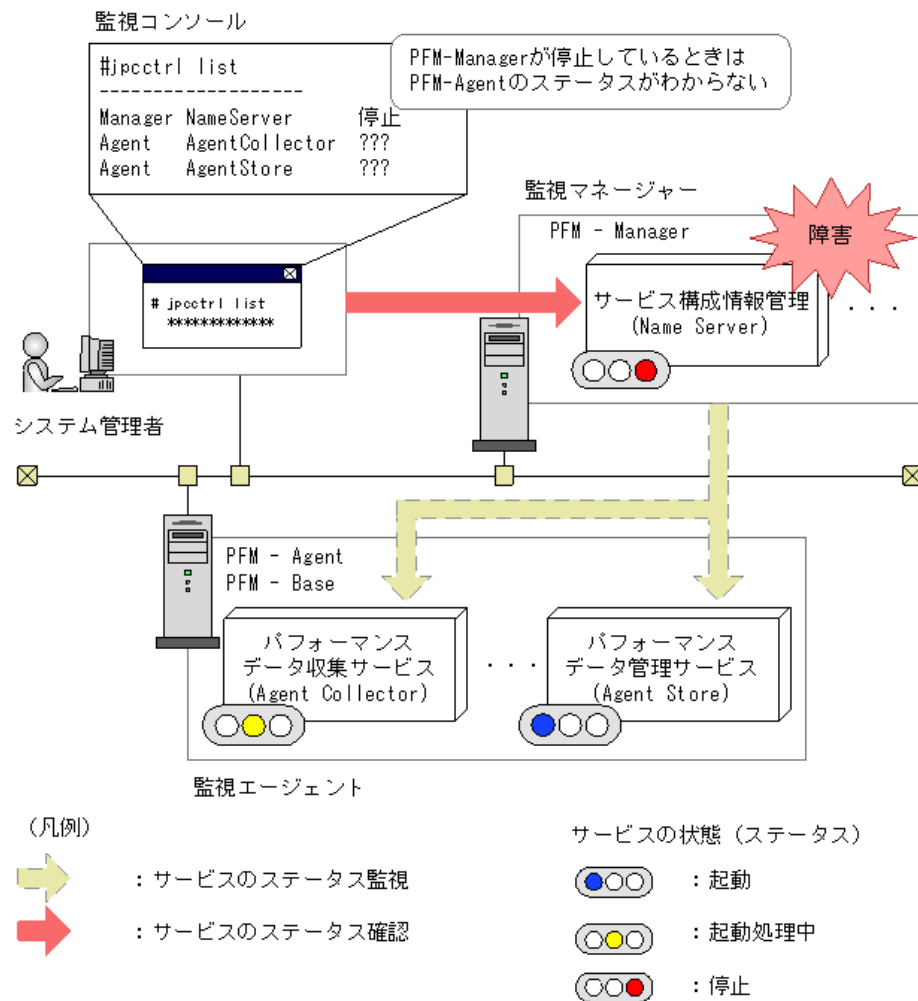 監視コンソール
#jpcctrl list
-------------------
Manager NameServer 停止
Agent AgentCollector ???
Agent AgentStore ???
PFM-Managerが停止しているときは
PFM-Agentのステータスがわからない
監視マネージャー
PFM - Manager
障害
# jpcctrl list
*************
サービス構成情報管理
(Name Server)
・・・
システム管理者
PFM - Agent
PFM - Base
パフォーマンス
データ収集サービス
(Agent Collector)
・・・
パフォーマンス
データ管理サービス
(Agent Store)
監視エージェント
(凡例)
:サービスのステータス監視
:サービスのステータス確認
サービスの状態(ステータス)
:起動
:起動処理中
:停止